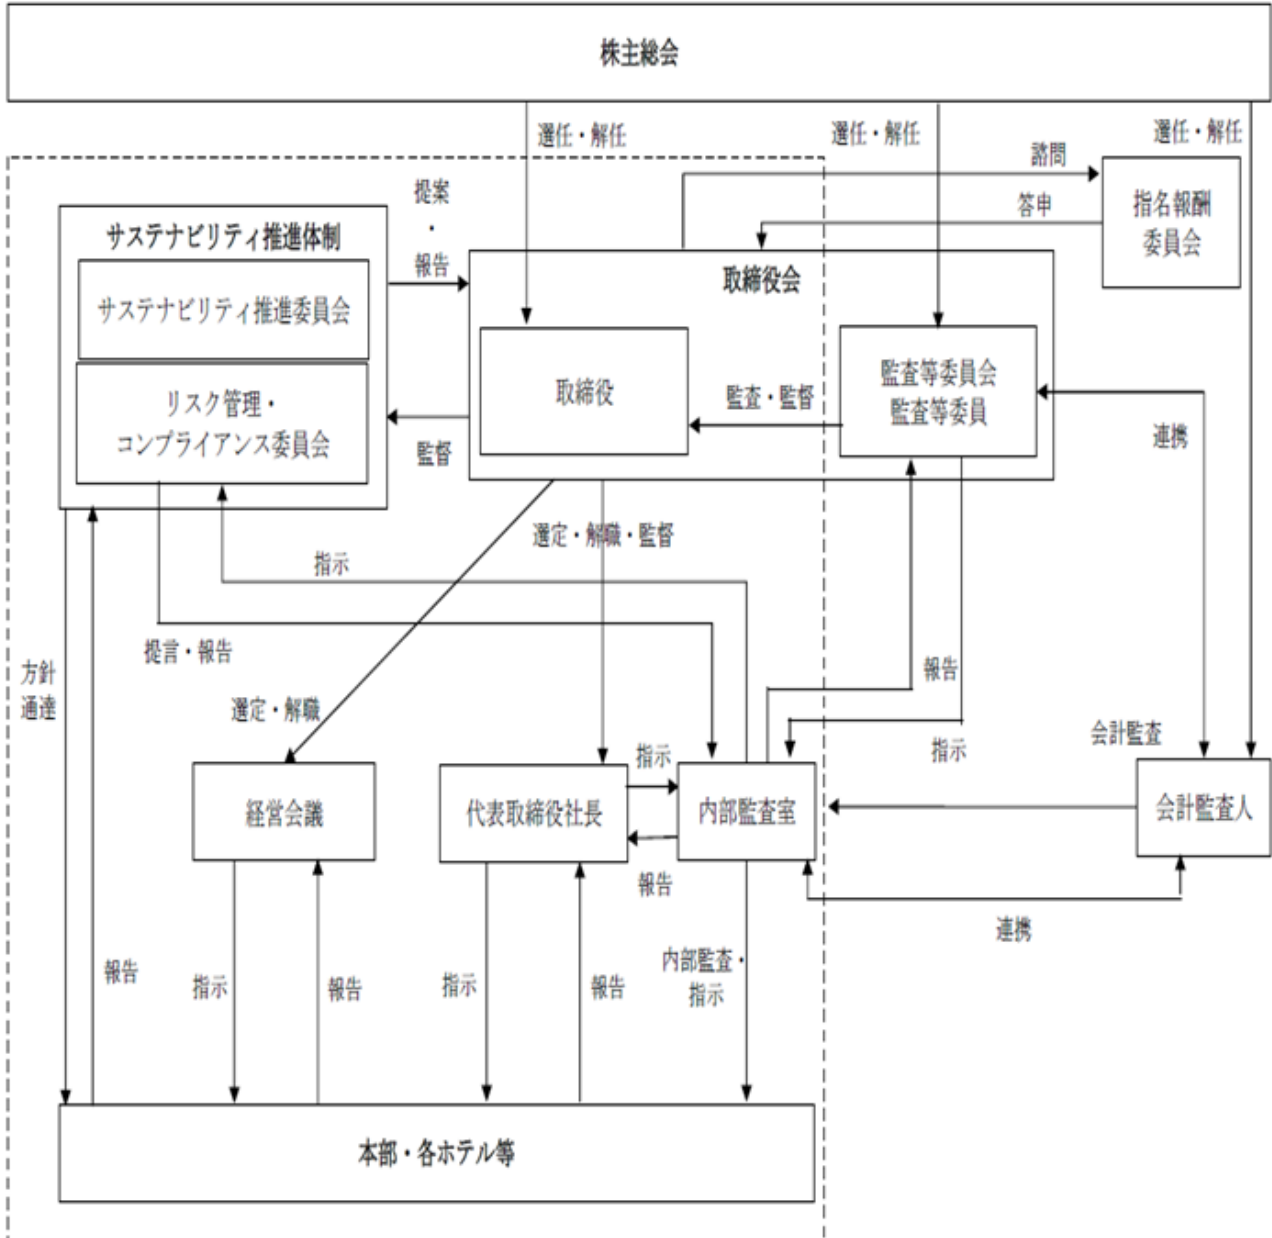 株主総会
選任・解任
選任・解任
選任・解任
諮問
答申
指名報酬
委員会
提案
・
報告
サステナビリティ推進体制
サステナビリティ推進委員会
リスク管理・
コンプライアンス委員会
取締役会
取締役
監査・監督
監査等委員会
監査等委員
監督
連携
選定・解職・監督
指示
提言・報告
方針
通達
選定・解職
報告
指示
会計監査
指示
経営会議
代表取締役社長
内部監査室
会計監査人
報告
連携
報告
指示
報告
指示
報告
内部監査・
指示
本部・各ホテル等